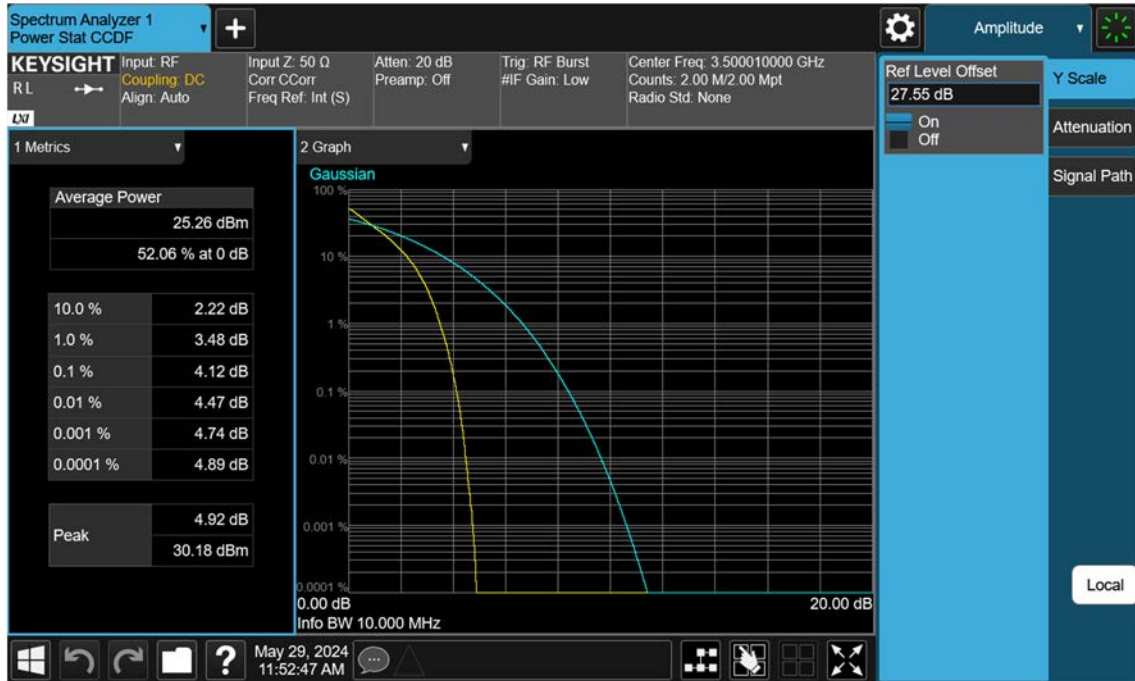 Spectrum Analyzer 1
Power Stat CCDF
Amplitude
KEYSIGHT
R L
LXI
Input: RF
Coupling: DC
Align: Auto
Input Z: 50 Ω
Corr CCorr
Freq Ref: Int (S)
Atten: 20 dB
Preamp: Off
Trig: RF Burst
#IF Gain: Low
Center Freq: 3.500010000 GHz
Counts: 2.00 M/2.00 Mpt
Radio Std: None
Ref Level Offset
27.55 dB
On
Off
Y Scale
Attenuation
Signal Path
1 Metrics
Average Power
25.26 dBm
52.06 % at 0 dB
10.0 % 2.22 dB
1.0 % 3.48 dB
0.1 % 4.12 dB
0.01 % 4.47 dB
0.001 % 4.74 dB
0.0001 % 4.89 dB
Peak
4.92 dB
30.18 dBm
2 Graph
Gaussian
100 %
10 %
1 %
0.1 %
0.01 %
0.001 %
0.0001 %
0.00 dB 20.00 dB
Info BW 10.000 MHz
Local
?
May 29, 2024
11:52:47 AM